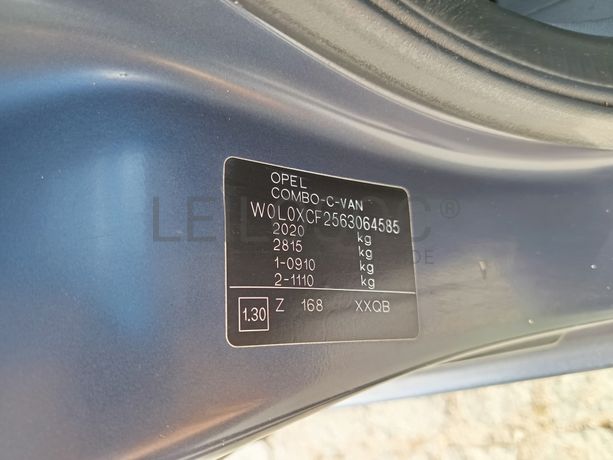 OPEL
COMBO-C-VAN
W0L0XCF2563064585
2020 kg
2815 kg
1-0910 kg
2-1110 kg
1.30 Z 168 XXQB